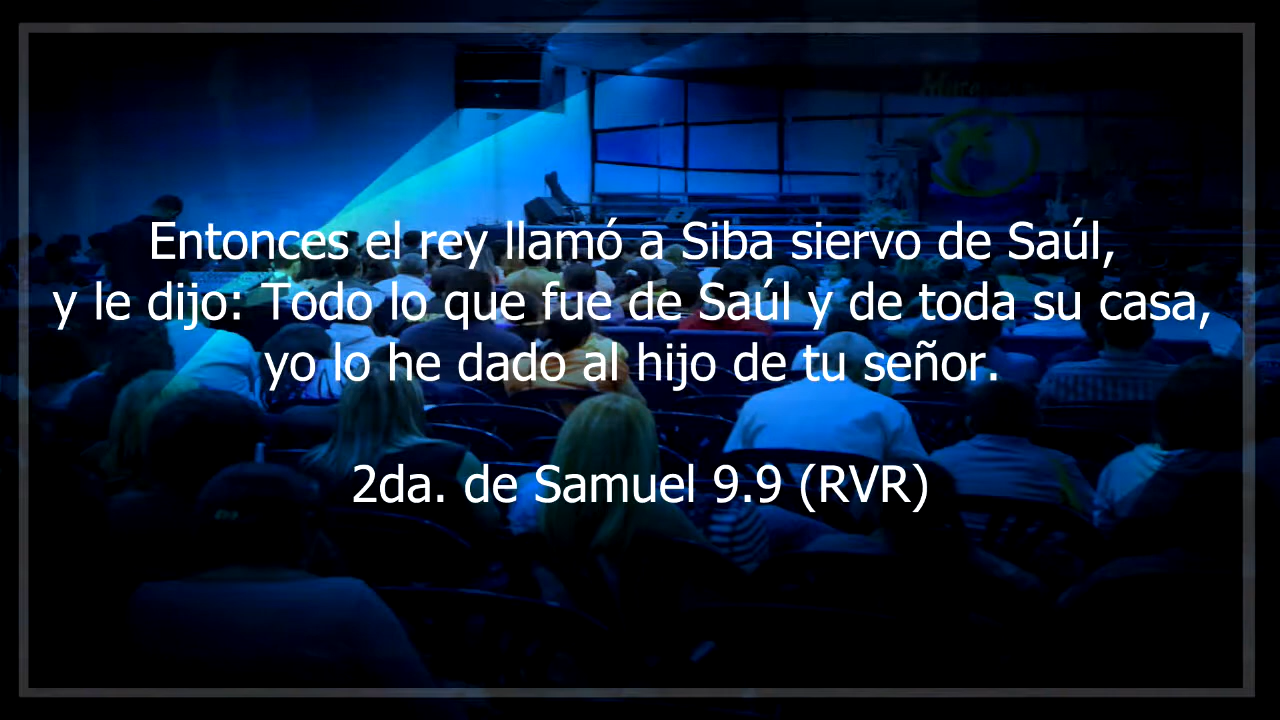 Entonces el rey llamó a Siba siervo de Saúl,
y le dijo: Todo lo que fue de Saúl y de toda su casa,
yo lo he dado al hijo de tu señor.
2da. de Samuel 9.9 (RVR)